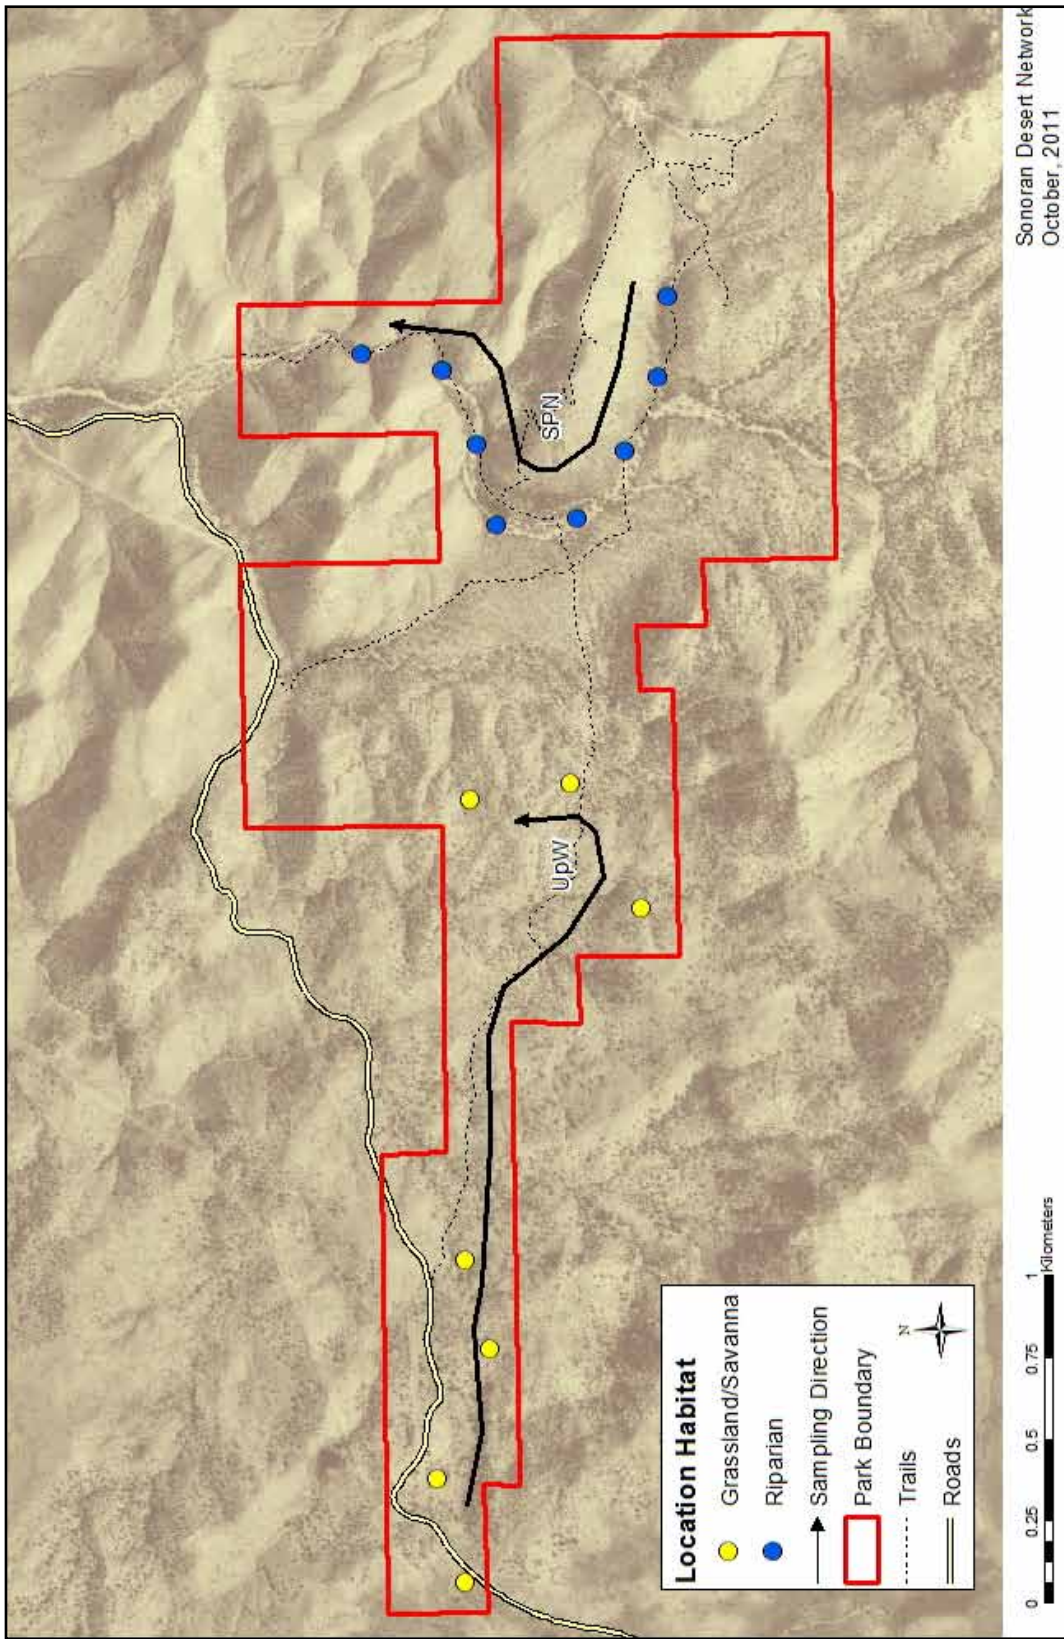 SPN
UpW
Location Habitat
Grassland/Savanna
Riparian
Sampling Direction
Park Boundary
Trails
Roads
N
0 0.25 0.5 0.75 1
Kilometers
Sonoran Desert Network
October, 2011